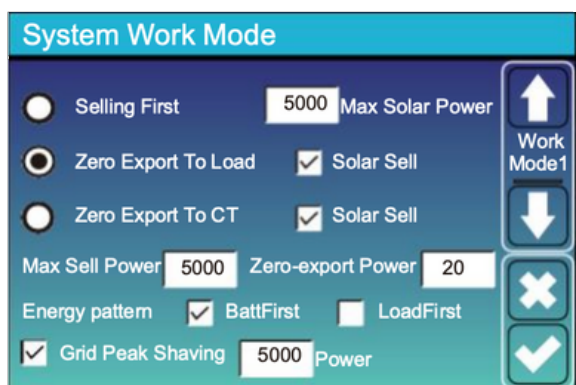 System Work Mode
Selling First 5000 Max Solar Power
Work
Mode1
Zero Export To Load Solar Sell
Zero Export To CT Solar Sell
Max Sell Power 5000 Zero-export Power 20
Energy pattern BattFirst LoadFirst
Grid Peak Shaving 5000 Power